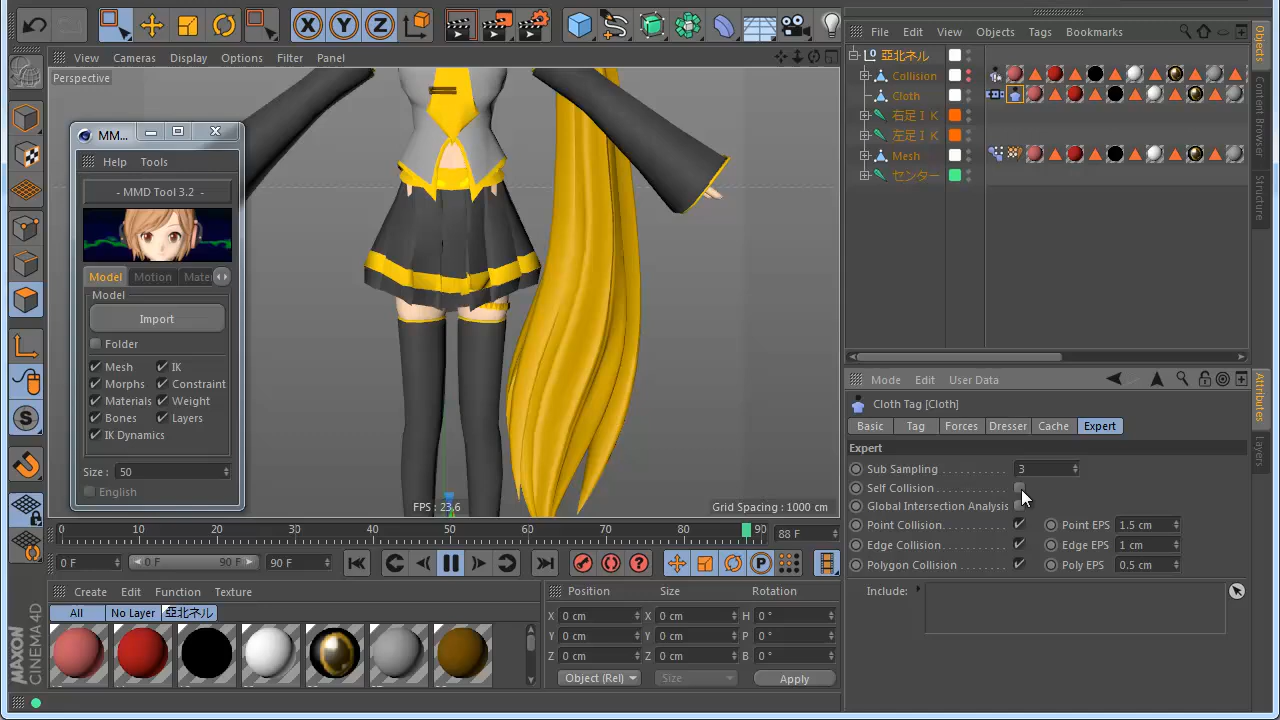 View Cameras Display Options Filter Panel
Perspective
MM...
Help Tools
- MMD Tool 3.2 -
Model Motion Mater
Model
Import
Folder
Mesh IK
Morphs Constraint
Materials Weight
Bones Layers
IK Dynamics
Size : 50
English
FPS : 23.6
Grid Spacing : 1000 cm
0 10 20 30 40 50 60 70 80 90
88 F
0 F 0 F 90 F 90 F
Create Edit Function Texture
All No Layer 亞北ネル
Position Size Rotation
X 0 cm X 0 cm H 0 °
Y 0 cm Y 0 cm P 0 °
Z 0 cm Z 0 cm B 0 °
Object (Rel) Size Apply
MAXON
CINEMA 4D
File Edit View Objects Tags Bookmarks
亞北ネル
Collision
Cloth
右足ＩＫ
左足ＩＫ
Mesh
センター
Objects
Content Browser
Structure
Mode Edit User Data
Cloth Tag [Cloth]
Basic Tag Forces Dresser Cache Expert
Expert
Sub Sampling 3
Self Collision
Global Intersection Analysis
Point Collision Point EPS 1.5 cm
Edge Collision Edge EPS 1 cm
Polygon Collision Poly EPS 0.5 cm
Include:
Attributes
Layers